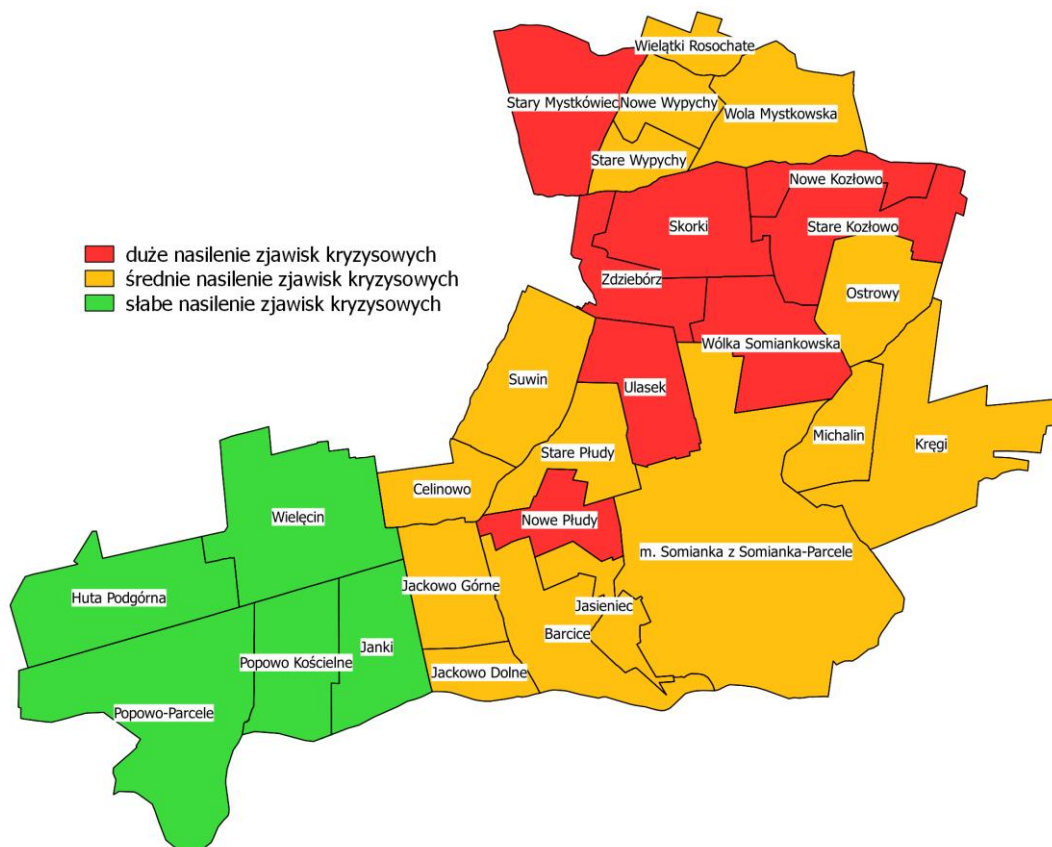 Wielątki Rosochate
Stary Mystkówiec
Nowe Wypychy
Wola Mystkowska
Stare Wypychy
Nowe Kozłowo
Skorki
Stare Kozłowo
duże nasilenie zjawisk kryzysowych
średnie nasilenie zjawisk kryzysowych
słabe nasilenie zjawisk kryzysowych
Zdziebórz
Ostrowy
Wólka Somiankowska
Suwin
Ulasek
Michalin
Kręgi
Stare Płudy
Celinowo
Wielęcin
Nowe Płudy
m. Somianka z Somianka-Parcele
Huta Podgórna
Jackowo Górne
Jasieniec
Barcice
Popowo Kościelne
Janki
Jackowo Dolne
Popowo-Parcele